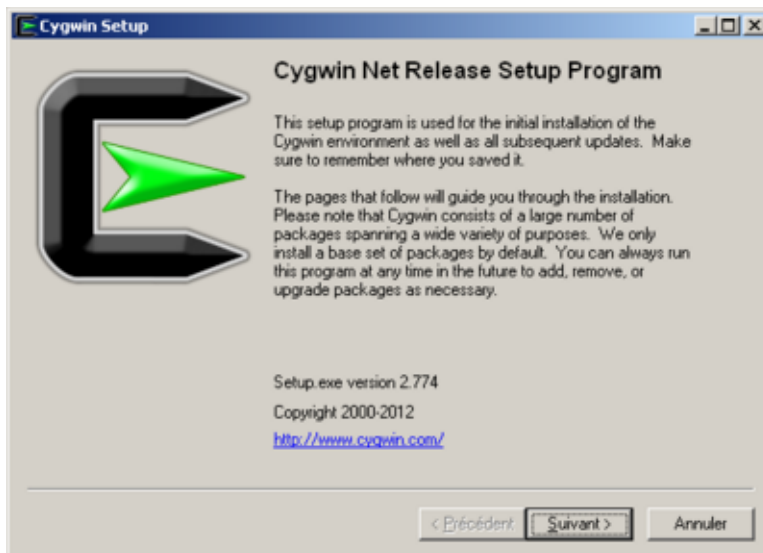 Cygwin Setup
Cygwin Net Release Setup Program
This setup program is used for the initial installation of the
Cygwin environment as well as all subsequent updates. Make
sure to remember where you saved it.
The pages that follow will guide you through the installation.
Please note that Cygwin consists of a large number of
packages spanning a wide variety of purposes. We only
install a base set of packages by default. You can always run
this program at any time in the future to add, remove, or
upgrade packages as necessary.
Setup.exe version 2.774
Copyright 2000-2012
http://www.cygwin.com/
< Précédent Suivant > Annuler